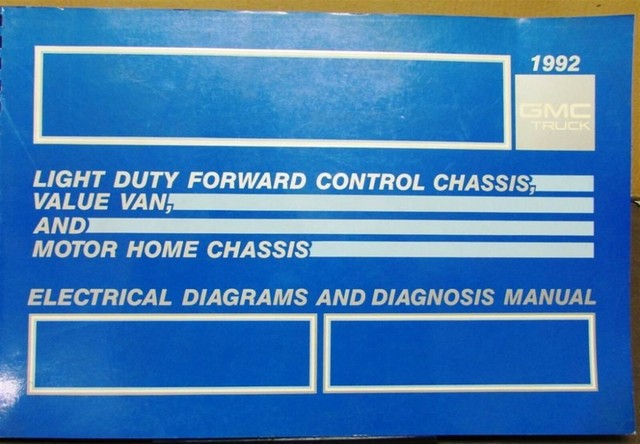 1992
GMC
TRUCK
LIGHT DUTY FORWARD CONTROL CHASSIS,
VALUE VAN,
AND
MOTOR HOME CHASSIS
ELECTRICAL DIAGRAMS AND DIAGNOSIS MANUAL